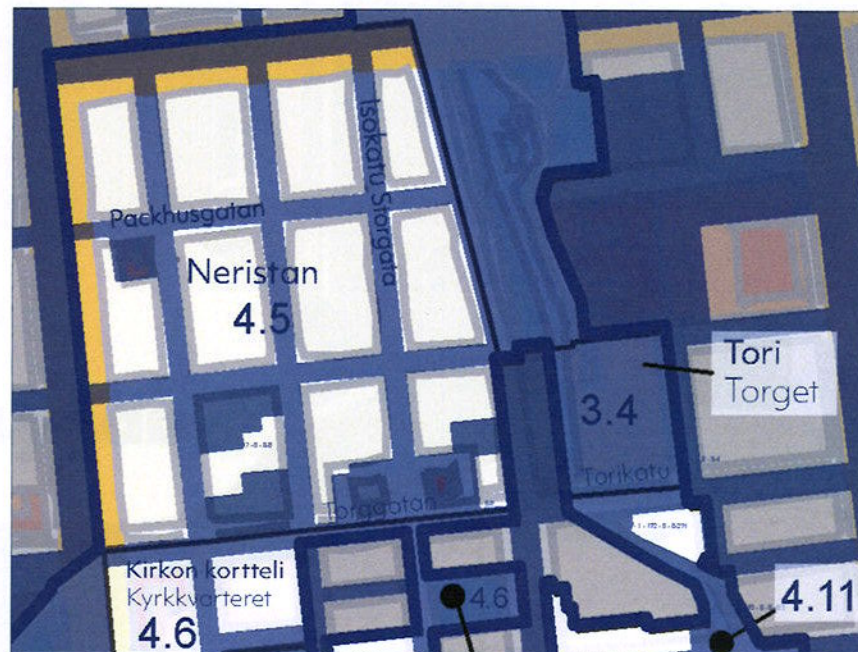 Isokatu Storgata
Packhusgatan
Neristan
4.5
Tori
Torget
3.4
Torikatu
Torggatan
Kirkon kortteli
Kyrkkvarteret
4.6
4.6
4.11